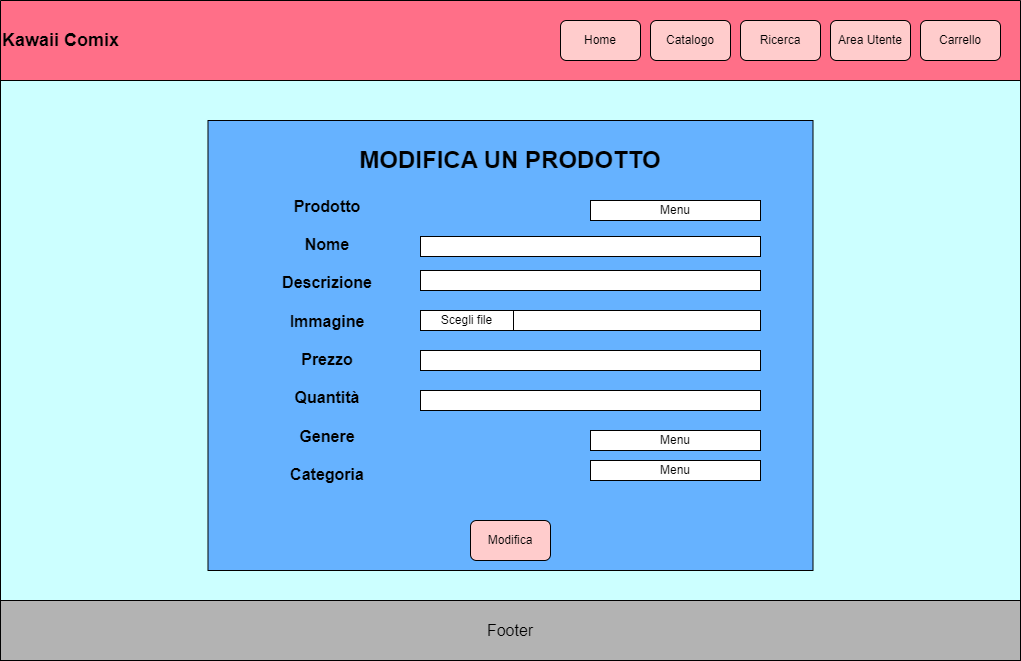 Kawaii Comix
Home
Catalogo
Ricerca
Area Utente
Carrello
MODIFICA UN PRODOTTO
Prodotto
Menu
Nome
Descrizione
Immagine
Scegli file
Prezzo
Quantità
Genere
Menu
Categoria
Menu
Modifica
Footer